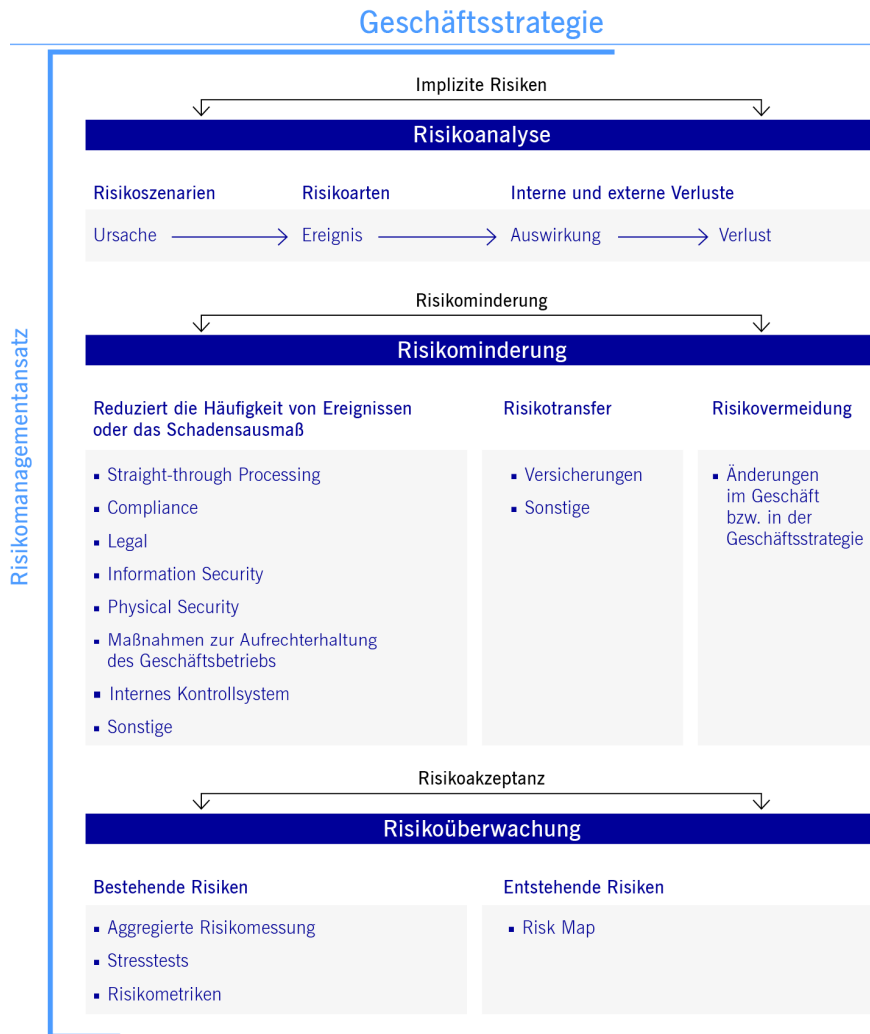 Geschäftsstrategie
Risikomanagementansatz
Implizite Risiken
Risikoanalyse
Risikoszenarien
Risikoarten
Interne und externe Verluste
Ursache
Ereignis
Auswirkung
Verlust
Risikominderung
Risikominderung
Reduziert die Häufigkeit von Ereignissen
oder das Schadensausmaß
▪ Straight-through Processing
▪ Compliance
▪ Legal
▪ Information Security
▪ Physical Security
▪ Maßnahmen zur Aufrechterhaltung
des Geschäftsbetriebs
▪ Internes Kontrollsystem
▪ Sonstige
Risikotransfer
▪ Versicherungen
▪ Sonstige
Risikovermeidung
▪ Änderungen
im Geschäft
bzw. in der
Geschäftsstrategie
Risikoakzeptanz
Risikoüberwachung
Bestehende Risiken
▪ Aggregierte Risikomessung
▪ Stresstests
▪ Risikometriken
Entstehende Risiken
▪ Risk Map